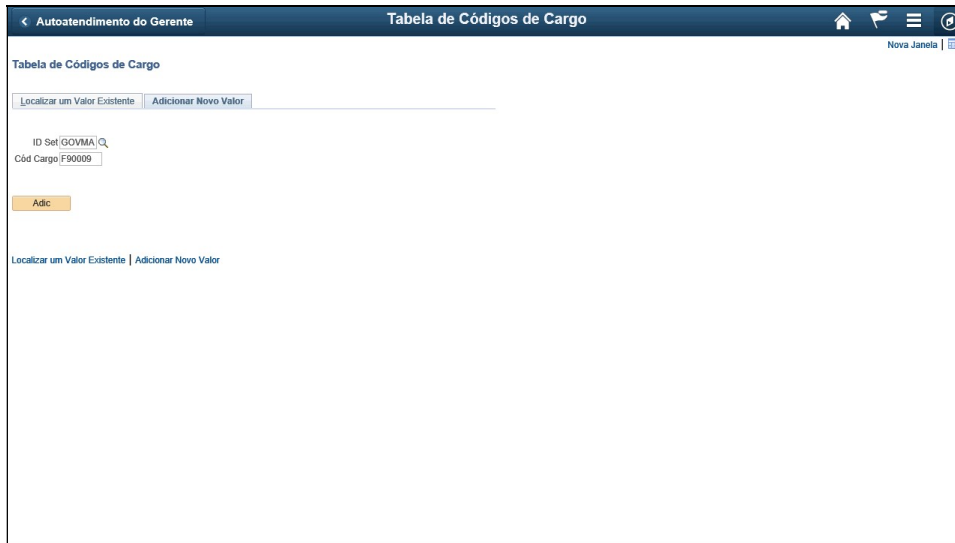 Autoatendimento do Gerente
Tabela de Códigos de Cargo
Nova Janela |
Tabela de Códigos de Cargo
Localizar um Valor Existente
Adicionar Novo Valor
ID Set GOVMA
Cód Cargo F90009
Adic
Localizar um Valor Existente | Adicionar Novo Valor